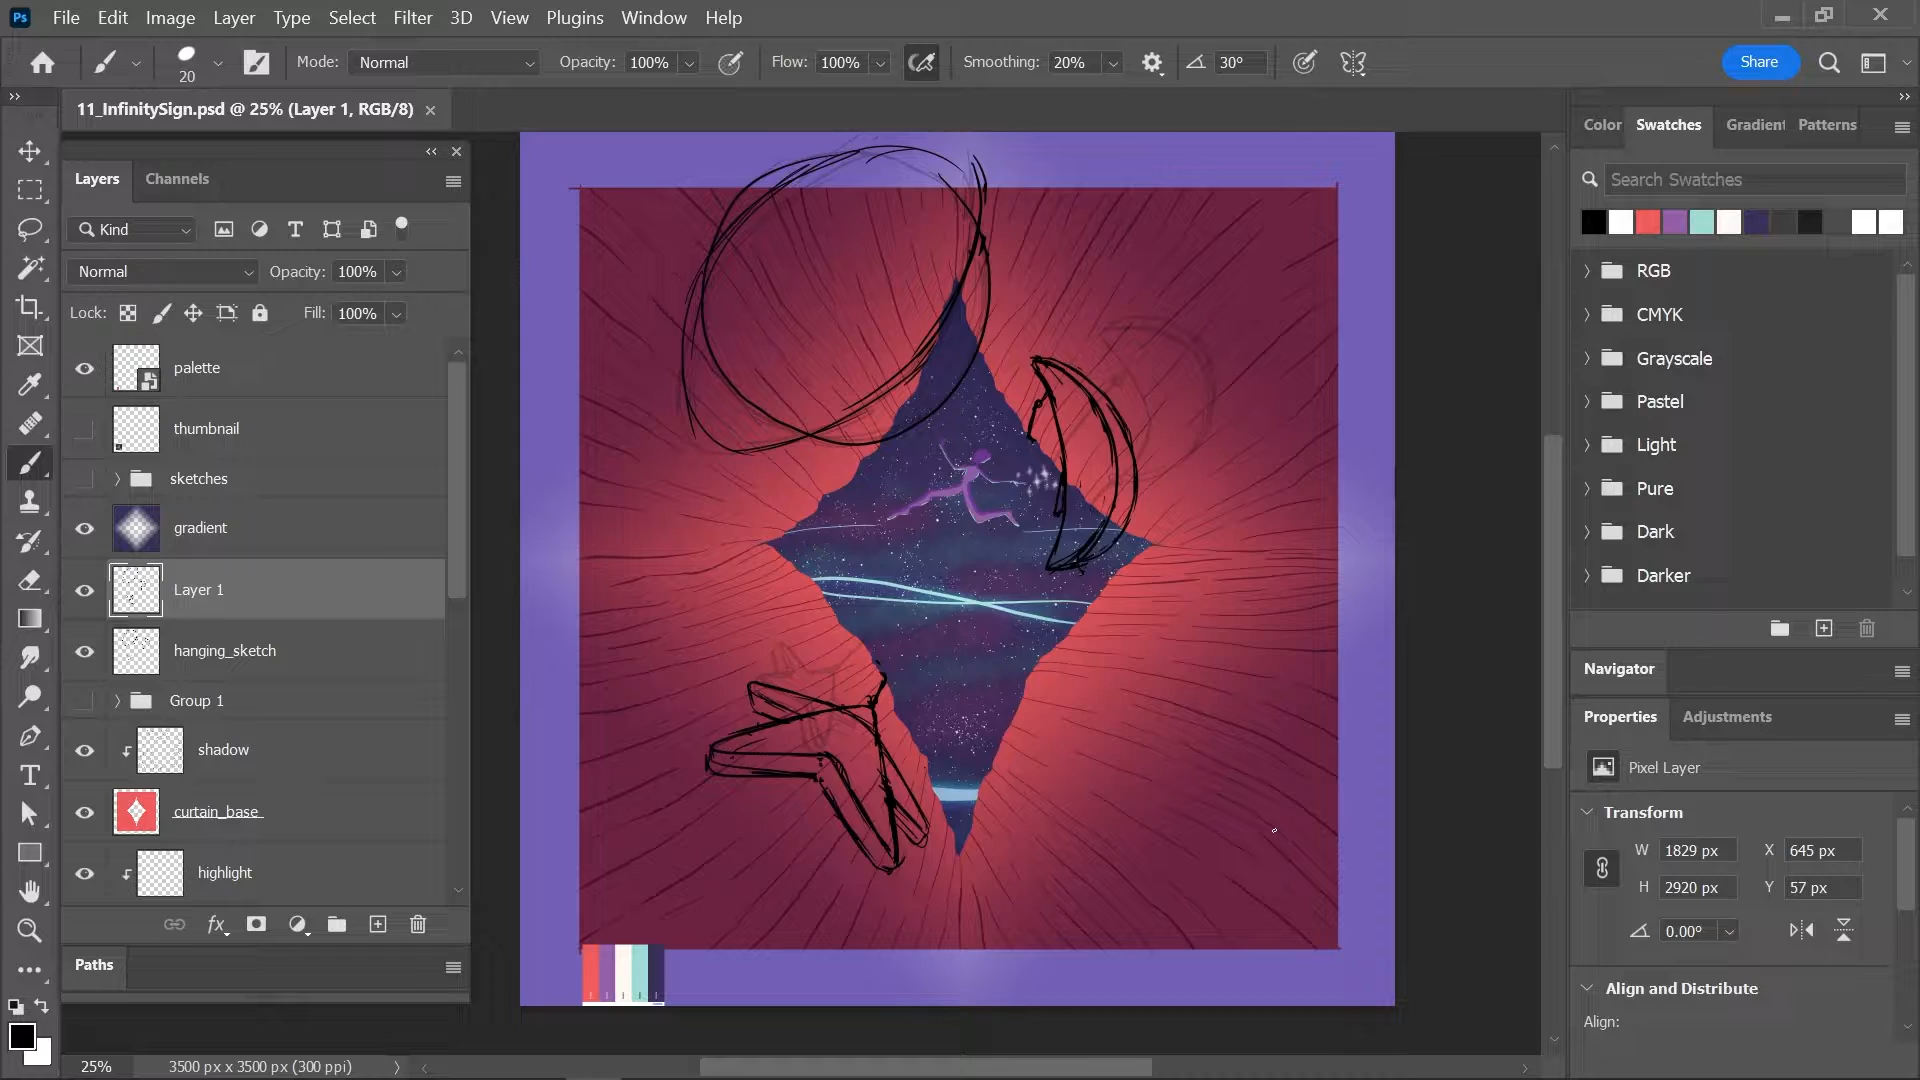 Ps File Edit Image Layer Type Select Filter 3D View Plugins Window Help
20 Mode: Normal Opacity: 100% Flow: 100% Smoothing: 20% 30° Share
11_InfinitySign.psd @ 25% (Layer 1, RGB/8)
Layers Channels
Kind
Normal Opacity: 100%
Lock: Fill: 100%
palette
thumbnail
sketches
gradient
Layer 1
hanging_sketch
Group 1
shadow
curtain_base
highlight
fx
Paths
25% 3500 px x 3500 px (300 ppi)
Color Swatches Gradient Patterns
Search Swatches
RGB
CMYK
Grayscale
Pastel
Light
Pure
Dark
Darker
Navigator
Properties Adjustments
Pixel Layer
Transform
W 1829 px X 645 px
H 2920 px Y 57 px
0.00°
Align and Distribute
Align: